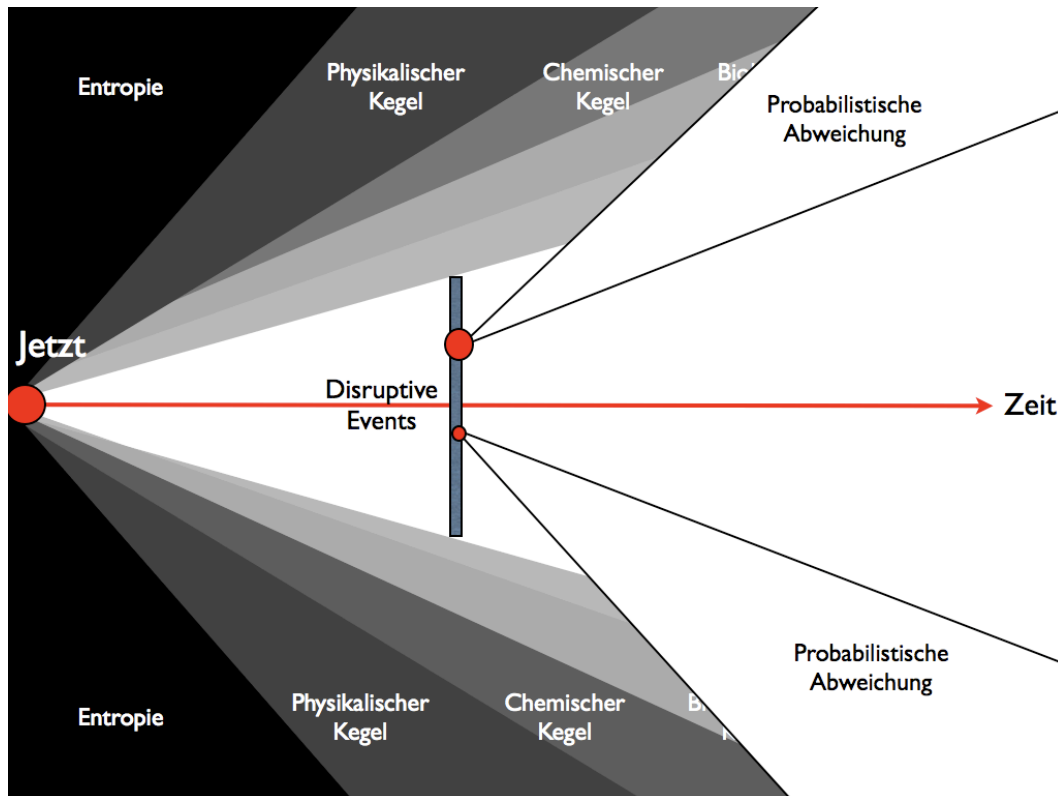 Entropie
Physikalischer
Kegel
Chemischer
Kegel
Probabilistische
Abweichung
Jetzt
Disruptive
Events
Zeit
Entropie
Physikalischer
Kegel
Chemischer
Kegel
Probabilistische
Abweichung